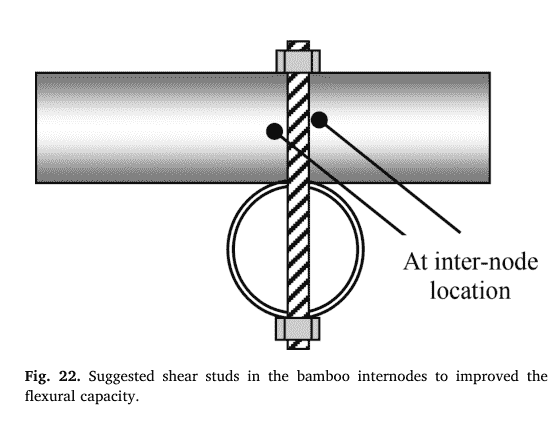 At inter-node
location
Fig. 22. Suggested shear studs in the bamboo internodes to improved the
flexural capacity.